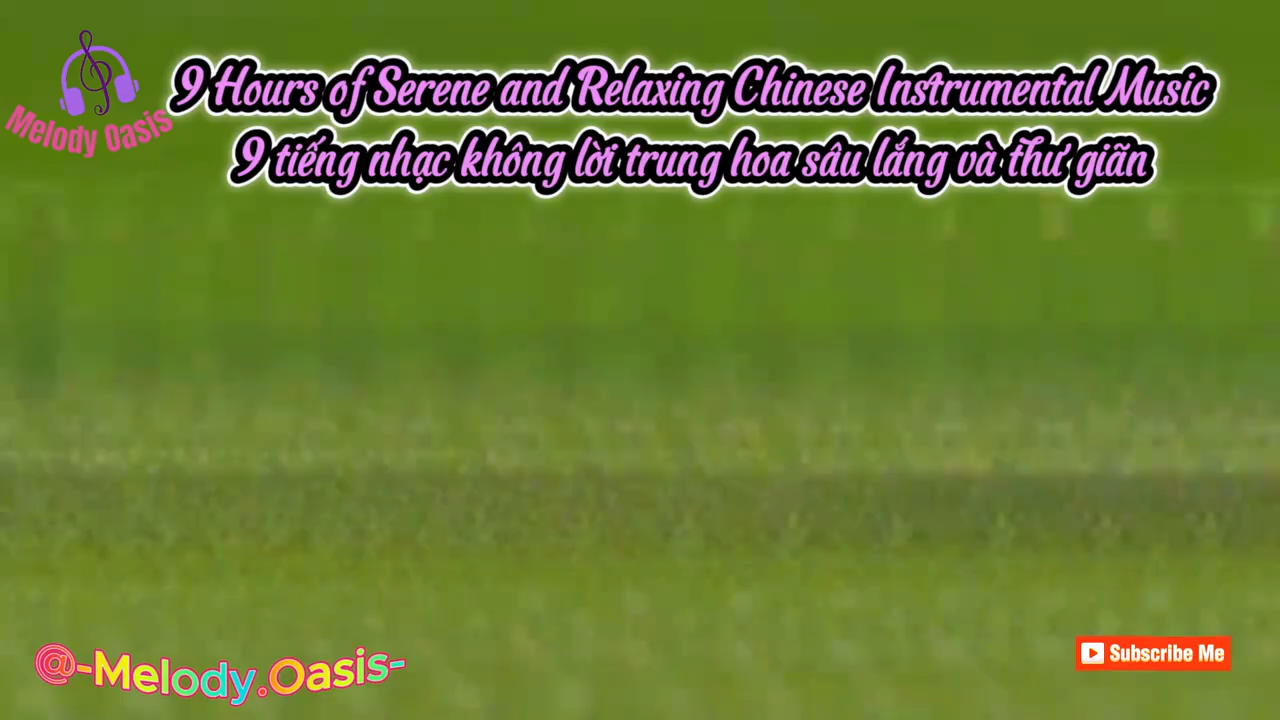 Melody Oasis
9 Hours of Serene and Relaxing Chinese Instrumental Music
9 tiếng nhạc không lời trung hoa sâu lắng và thư giãn
@-Melody.Oasis-
Subscribe Me